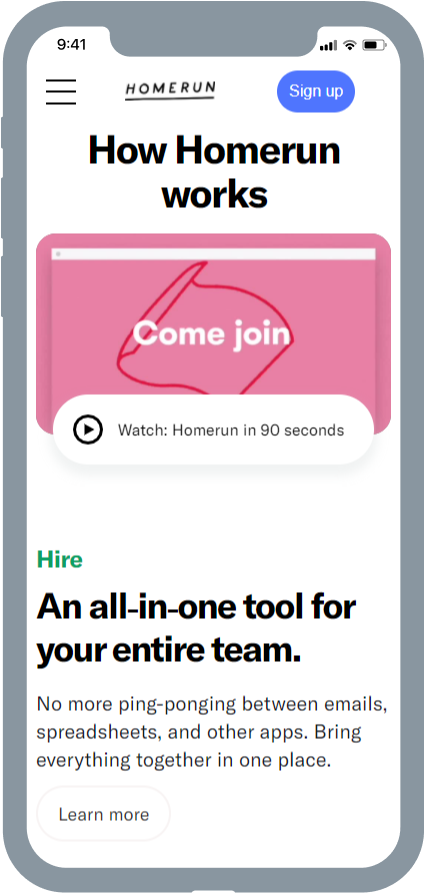 9:41
HOMERUN
Sign up
How Homerun
works
Come join
Watch: Homerun in 90 seconds
Hire
An all-in-one tool for
your entire team.
No more ping-ponging between emails,
spreadsheets, and other apps. Bring
everything together in one place.
Learn more